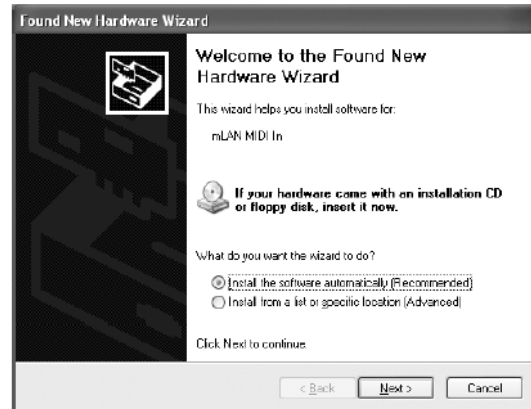 Found New Hardware Wizard
Welcome to the Found New
Hardware Wizard
This wizard helps you install software for:
mLAN MIDI In
If your hardware came with an installation CD
or floppy disk, insert it now.
What do you want the wizard to do?
Install the software automatically (Recommended)
Install from a list or specific location (Advanced)
Click Next to continue.
< Back
Next >
Cancel